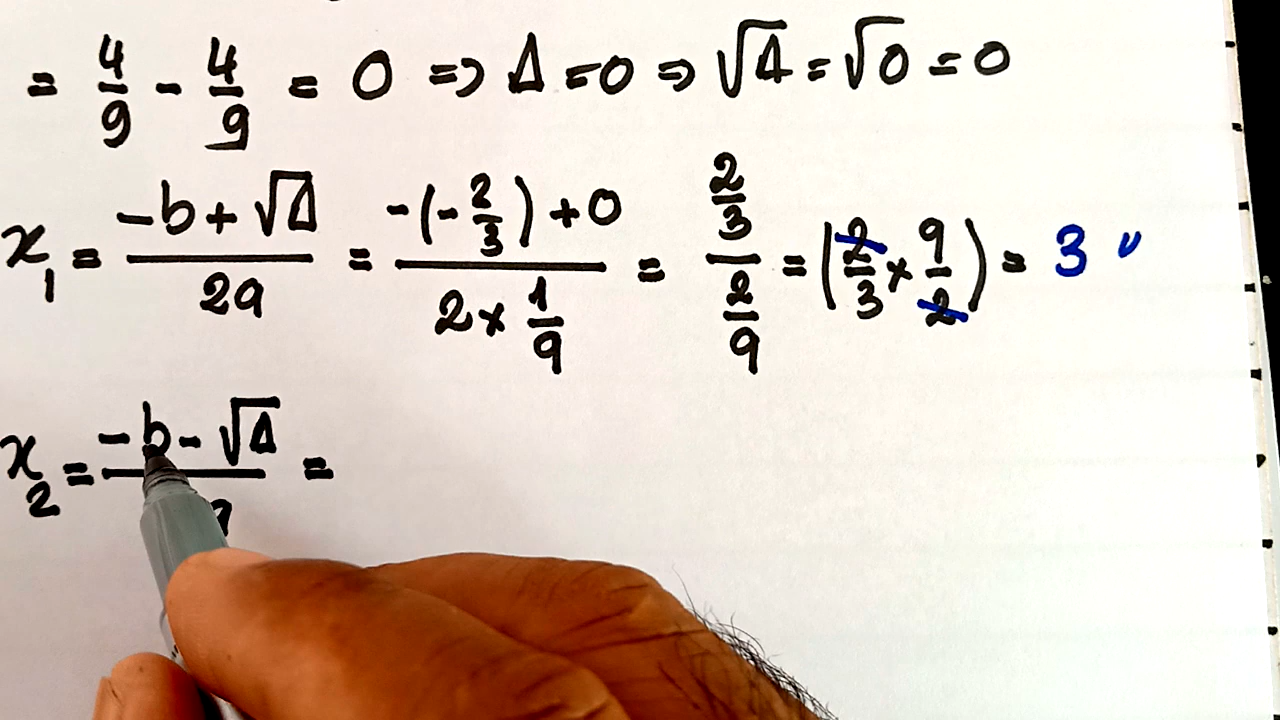 = 4/9 - 4/9 = 0 => Δ = 0 => √Δ = √0 = 0
x₁ = (-b + √Δ)/(2a) = (-(-2/3) + 0)/(2 × 1/9) = (2/3)/(2/9) = (2/3 × 9/2) = 3
x₂ = (-b - √Δ)/ =